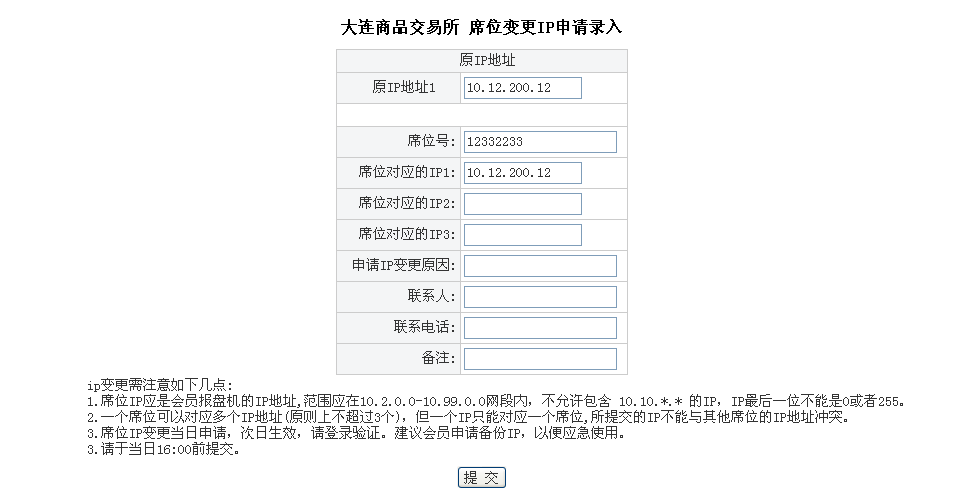 大连商品交易所 席位变更IP申请录入
原IP地址
原IP地址1 10.12.200.12
席位号: 12332233
席位对应的IP1: 10.12.200.12
席位对应的IP2:
席位对应的IP3:
申请IP变更原因:
联系人:
联系电话:
备注:
ip变更需注意如下几点:
1.席位IP应是会员报盘机的IP地址,范围应在10.2.0.0-10.99.0.0网段内，不允许包含 10.10.*.* 的IP，IP最后一位不能是0或者255。
2.一个席位可以对应多个IP地址(原则上不超过3个)，但一个IP只能对应一个席位,所提交的IP不能与其他席位的IP地址冲突。
3.席位IP变更当日申请，次日生效，请登录验证。建议会员申请备份IP，以便应急使用。
3.请于当日16:00前提交。
提 交